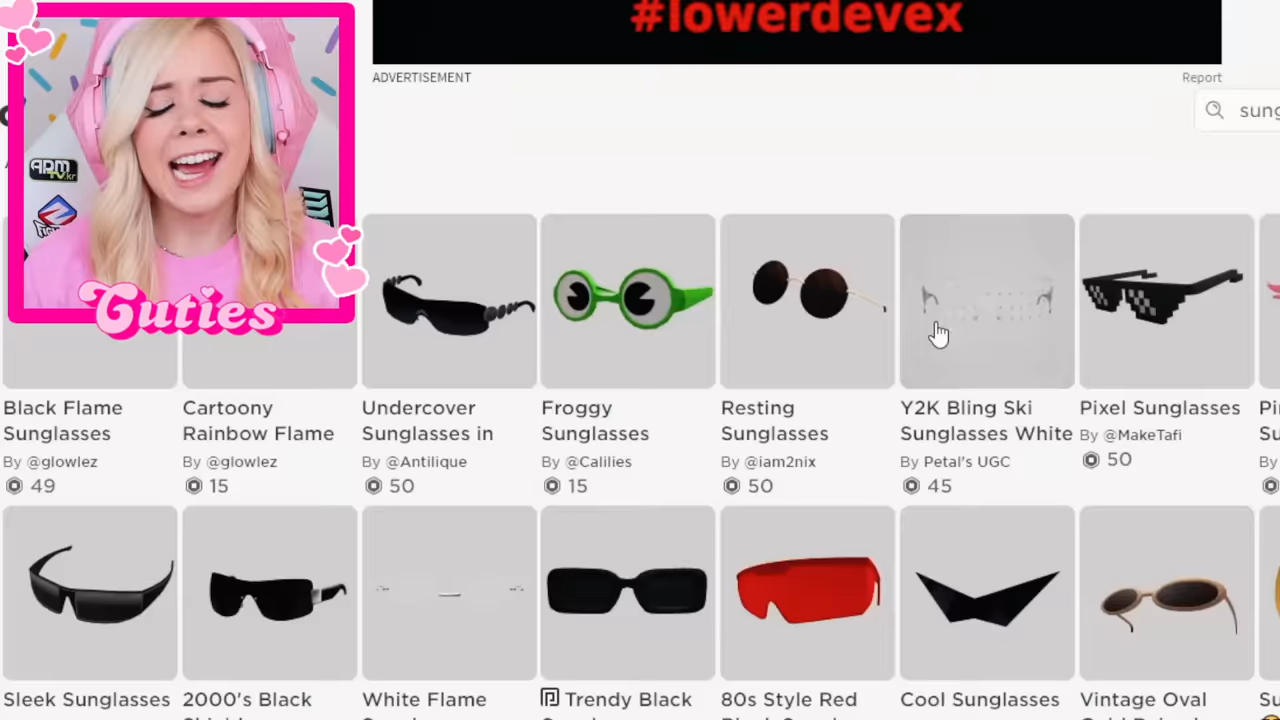 #lowerdevex
ADVERTISEMENT
Report
sung
Cuties
Black Flame
Sunglasses
By @glowlez
49
Cartoony
Rainbow Flame
By @glowlez
15
Undercover
Sunglasses in
By @Antilique
50
Froggy
Sunglasses
By @Calilies
15
Resting
Sunglasses
By @iam2nix
50
Y2K Bling Ski
Sunglasses White
By Petal's UGC
45
Pixel Sunglasses
By @MakeTafi
50
By
Sleek Sunglasses
2000's Black
White Flame
Trendy Black
80s Style Red
Cool Sunglasses
Vintage Oval